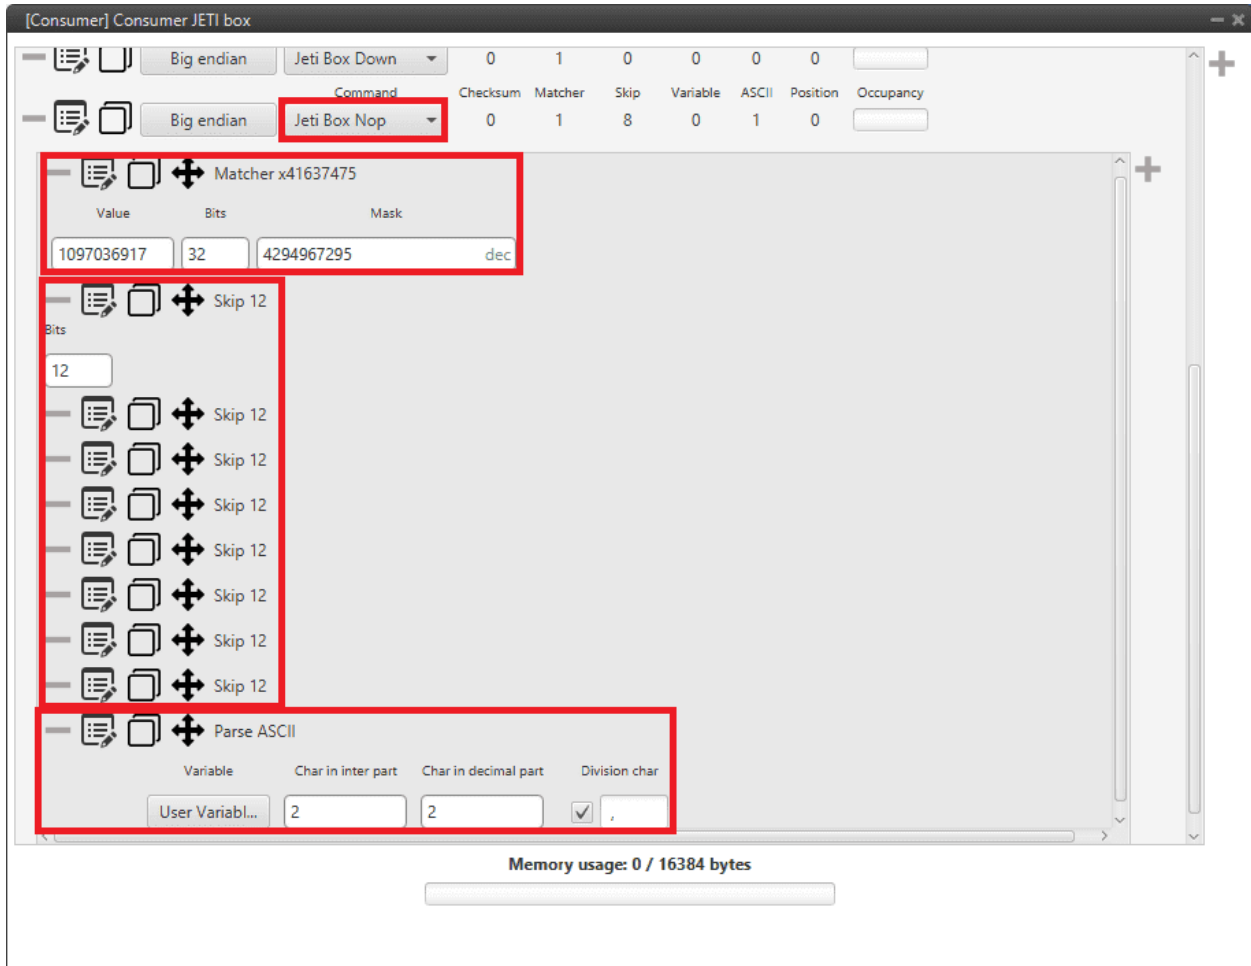 [Consumer] Consumer JETI box
Big endian Jeti Box Down 0 1 0 0 0 0
Command Checksum Matcher Skip Variable ASCII Position Occupancy
Big endian Jeti Box Nop 0 1 8 0 1 0
Matcher x41637475
Value Bits Mask
1097036917 32 4294967295 dec
Skip 12
Bits
12
Skip 12
Skip 12
Skip 12
Skip 12
Skip 12
Skip 12
Skip 12
Parse ASCII
Variable Char in inter part Char in decimal part Division char
User Variabl... 2 2 ,
Memory usage: 0 / 16384 bytes